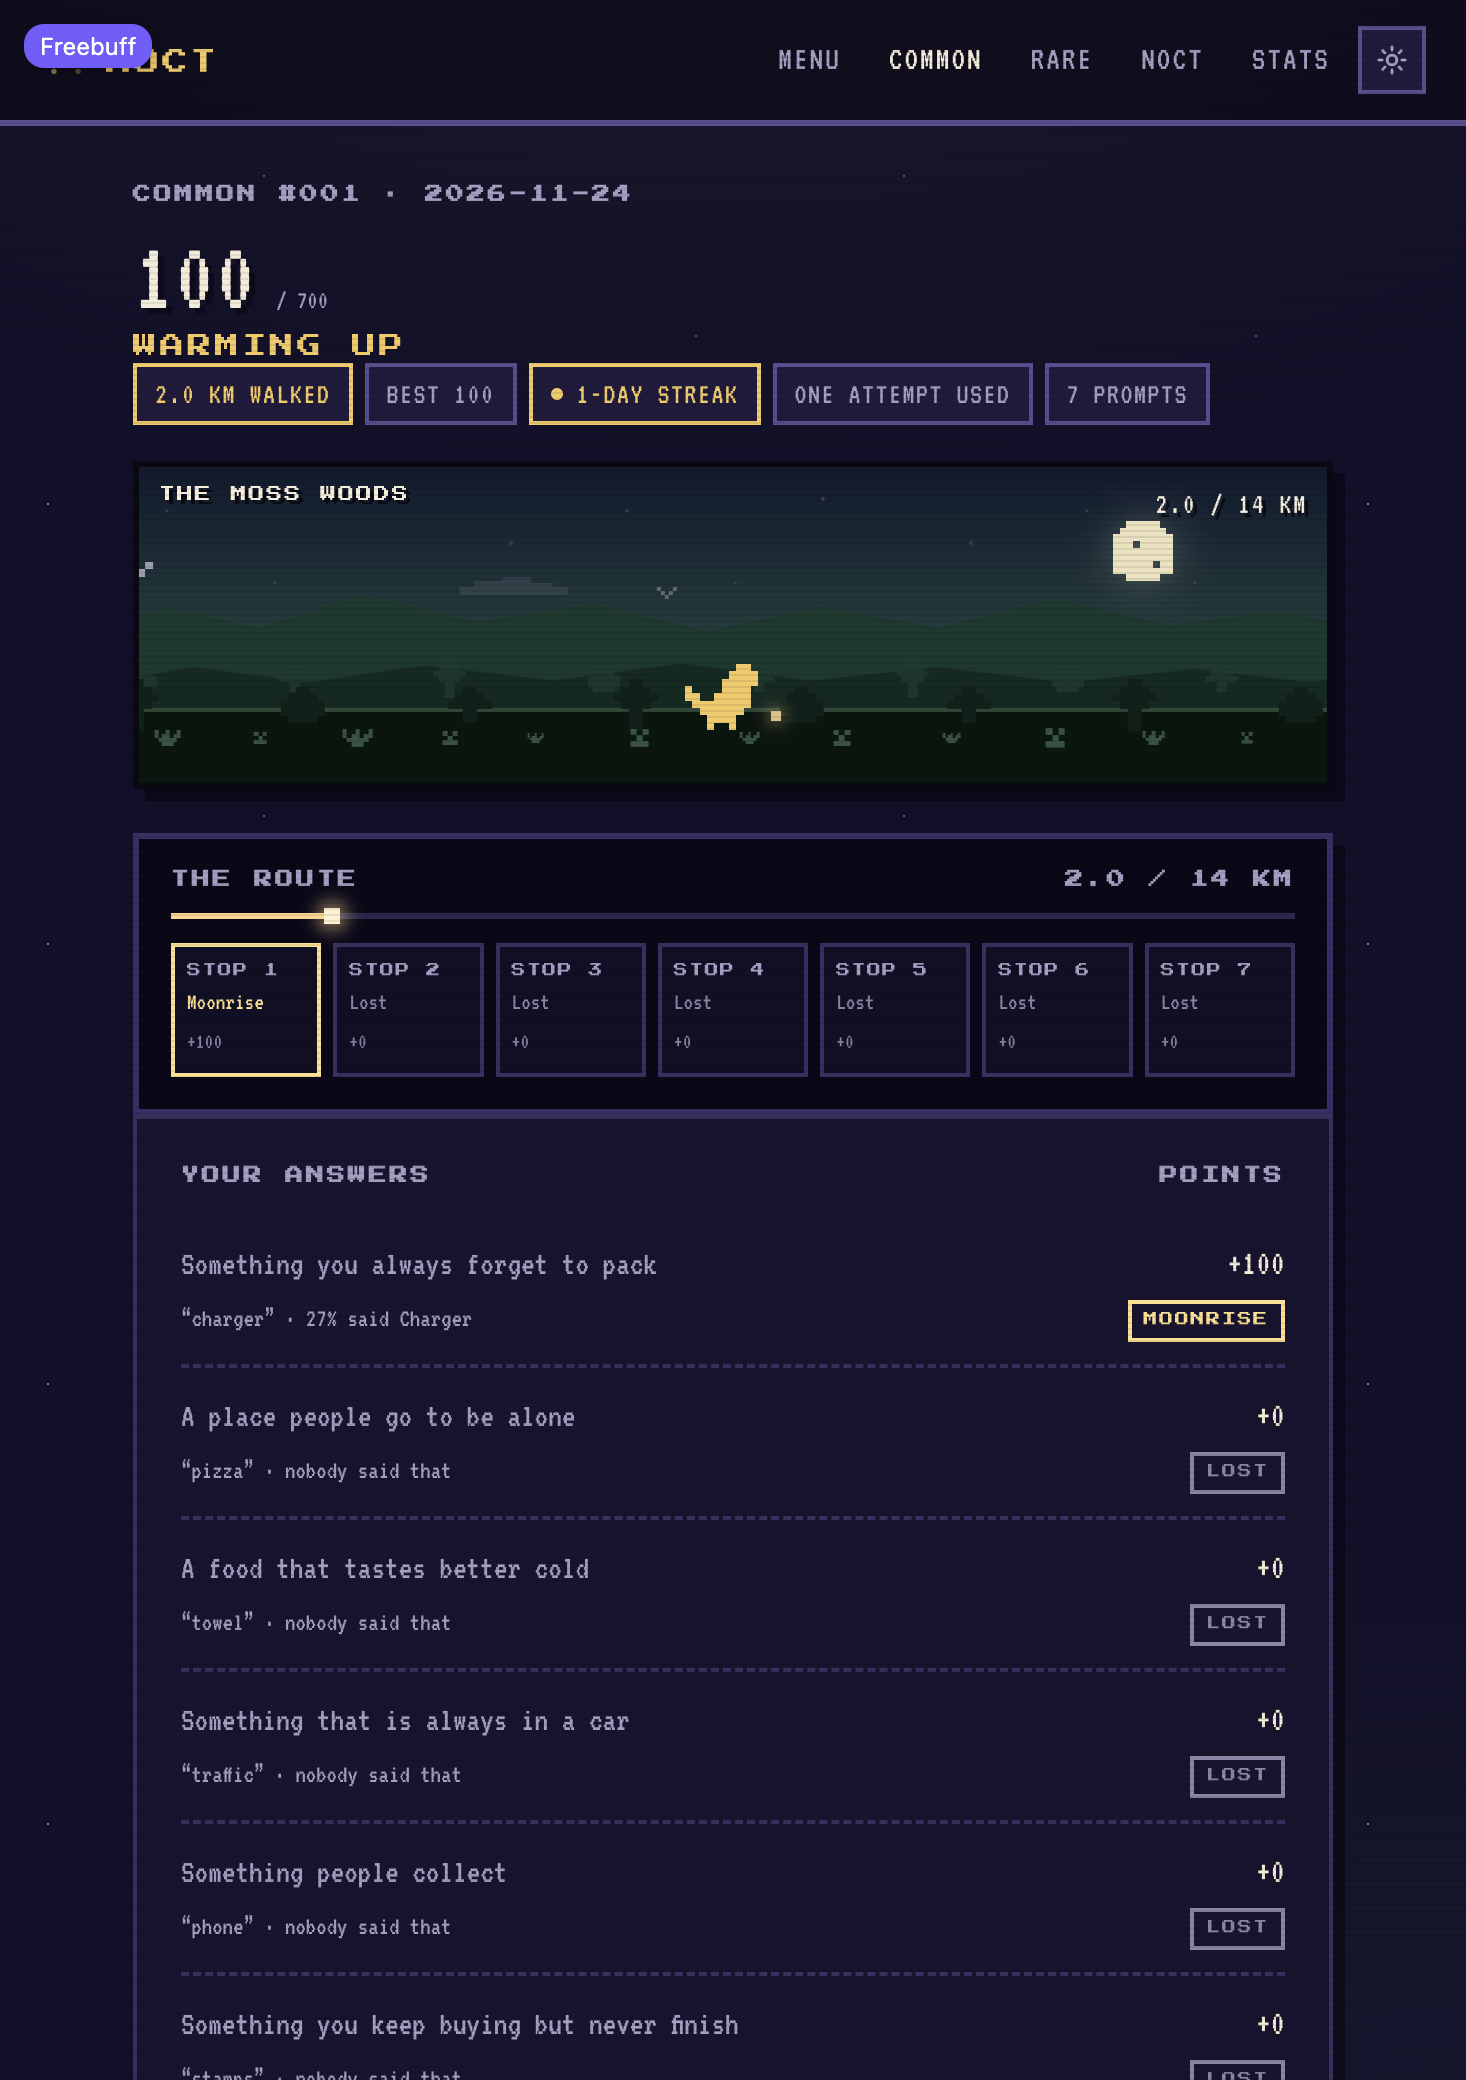 Freebuff
MENU COMMON RARE NOCT STATS
COMMON #001 · 2026-11-24
100 / 700
WARMING UP
2.0 KM WALKED
BEST 100
1-DAY STREAK
ONE ATTEMPT USED
7 PROMPTS
THE MOSS WOODS
2.0 / 14 KM
THE ROUTE
2.0 / 14 KM
STOP 1
Moonrise
+100
STOP 2
Lost
+0
STOP 3
Lost
+0
STOP 4
Lost
+0
STOP 5
Lost
+0
STOP 6
Lost
+0
STOP 7
Lost
+0
YOUR ANSWERS POINTS
Something you always forget to pack +100
“charger” · 27% said Charger MOONRISE
A place people go to be alone +0
“pizza” · nobody said that LOST
A food that tastes better cold +0
“towel” · nobody said that LOST
Something that is always in a car +0
“traffic” · nobody said that LOST
Something people collect +0
“phone” · nobody said that LOST
Something you keep buying but never finish +0
“stamps” · nobody said that LOST